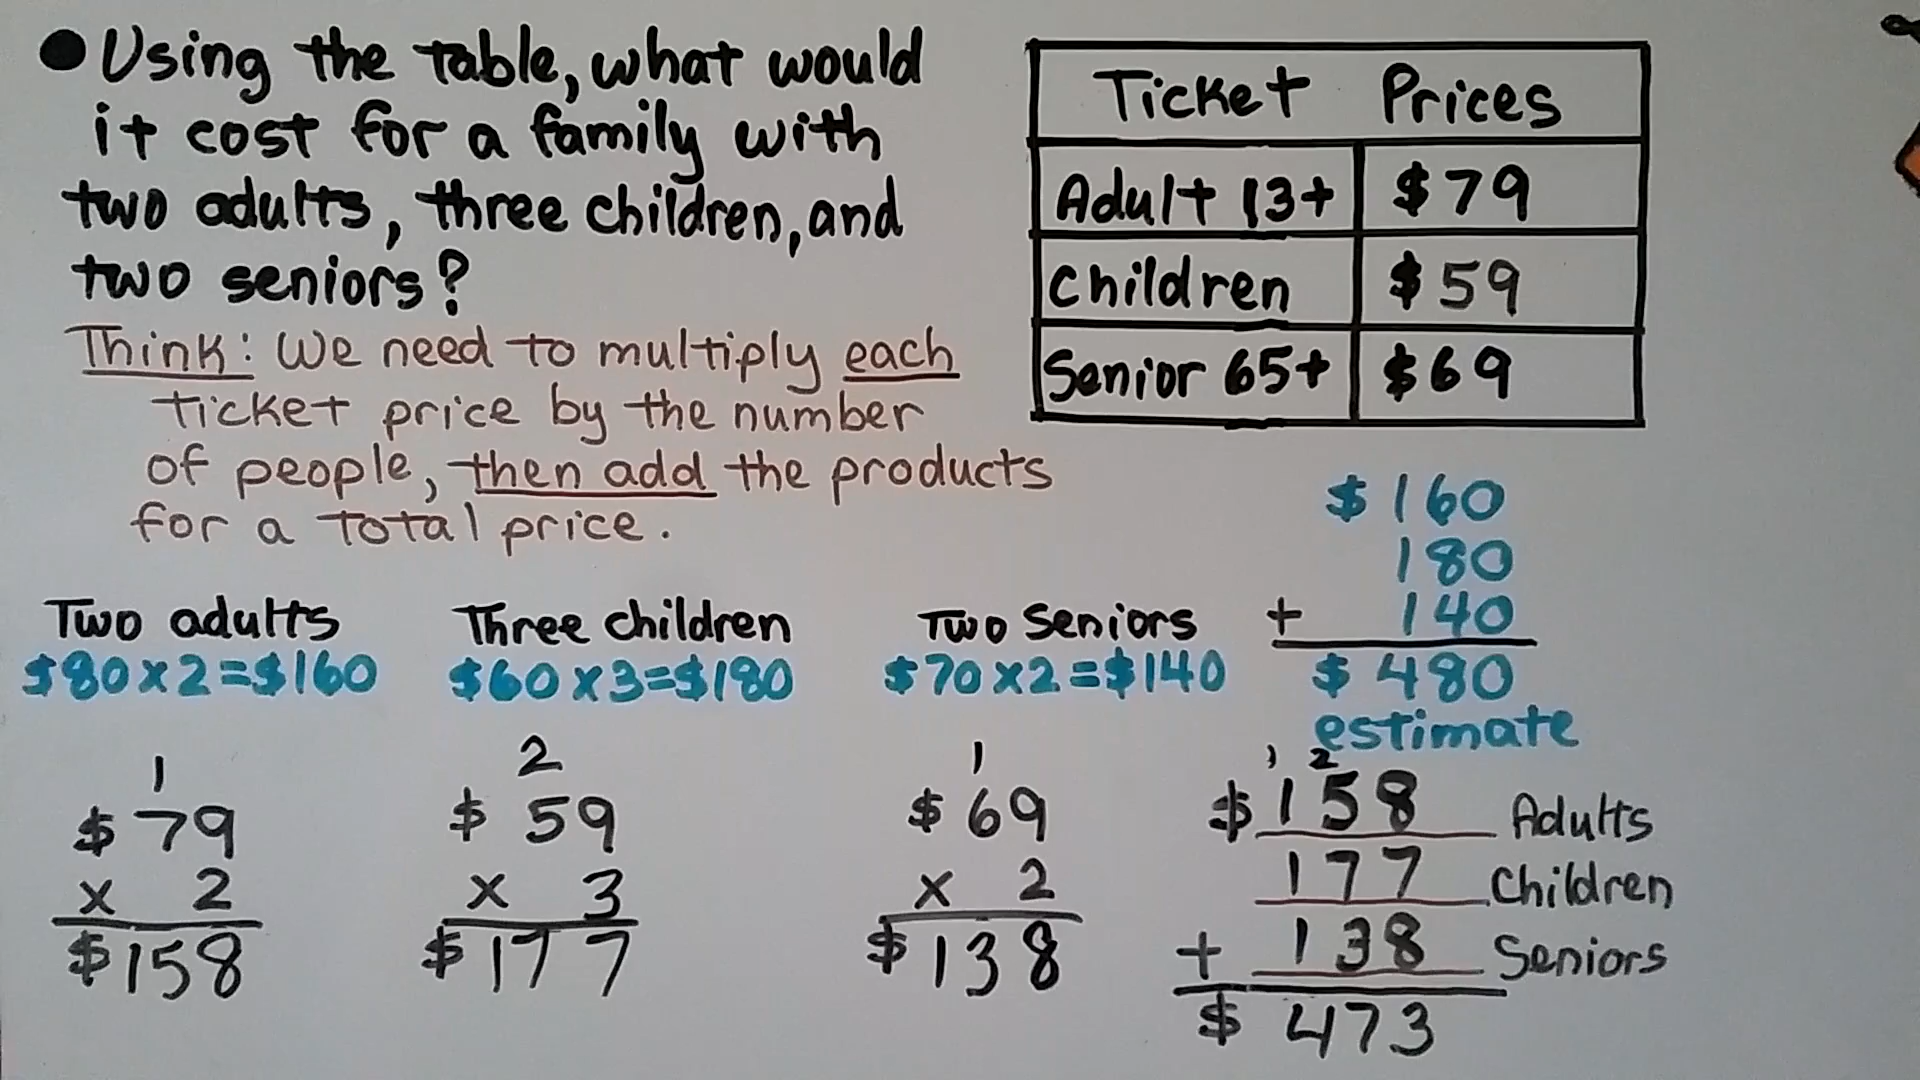 Using the table, what would
it cost for a family with
two adults, three children, and
two seniors?
Think: We need to multiply each
ticket price by the number
of people, then add the products
for a total price.
Ticket Prices
Adult 13+ $79
Children $59
Senior 65+ $69
$160
180
+ 140
$480
estimate
Two adults
$80 x 2 = $160
1
$79
x 2
$158
Three children
$60 x 3 = $180
2
$59
x 3
$177
Two Seniors
$70 x 2 = $140
1
$69
x 2
$138
1 2
$158 Adults
177 Children
+ 138 Seniors
$473